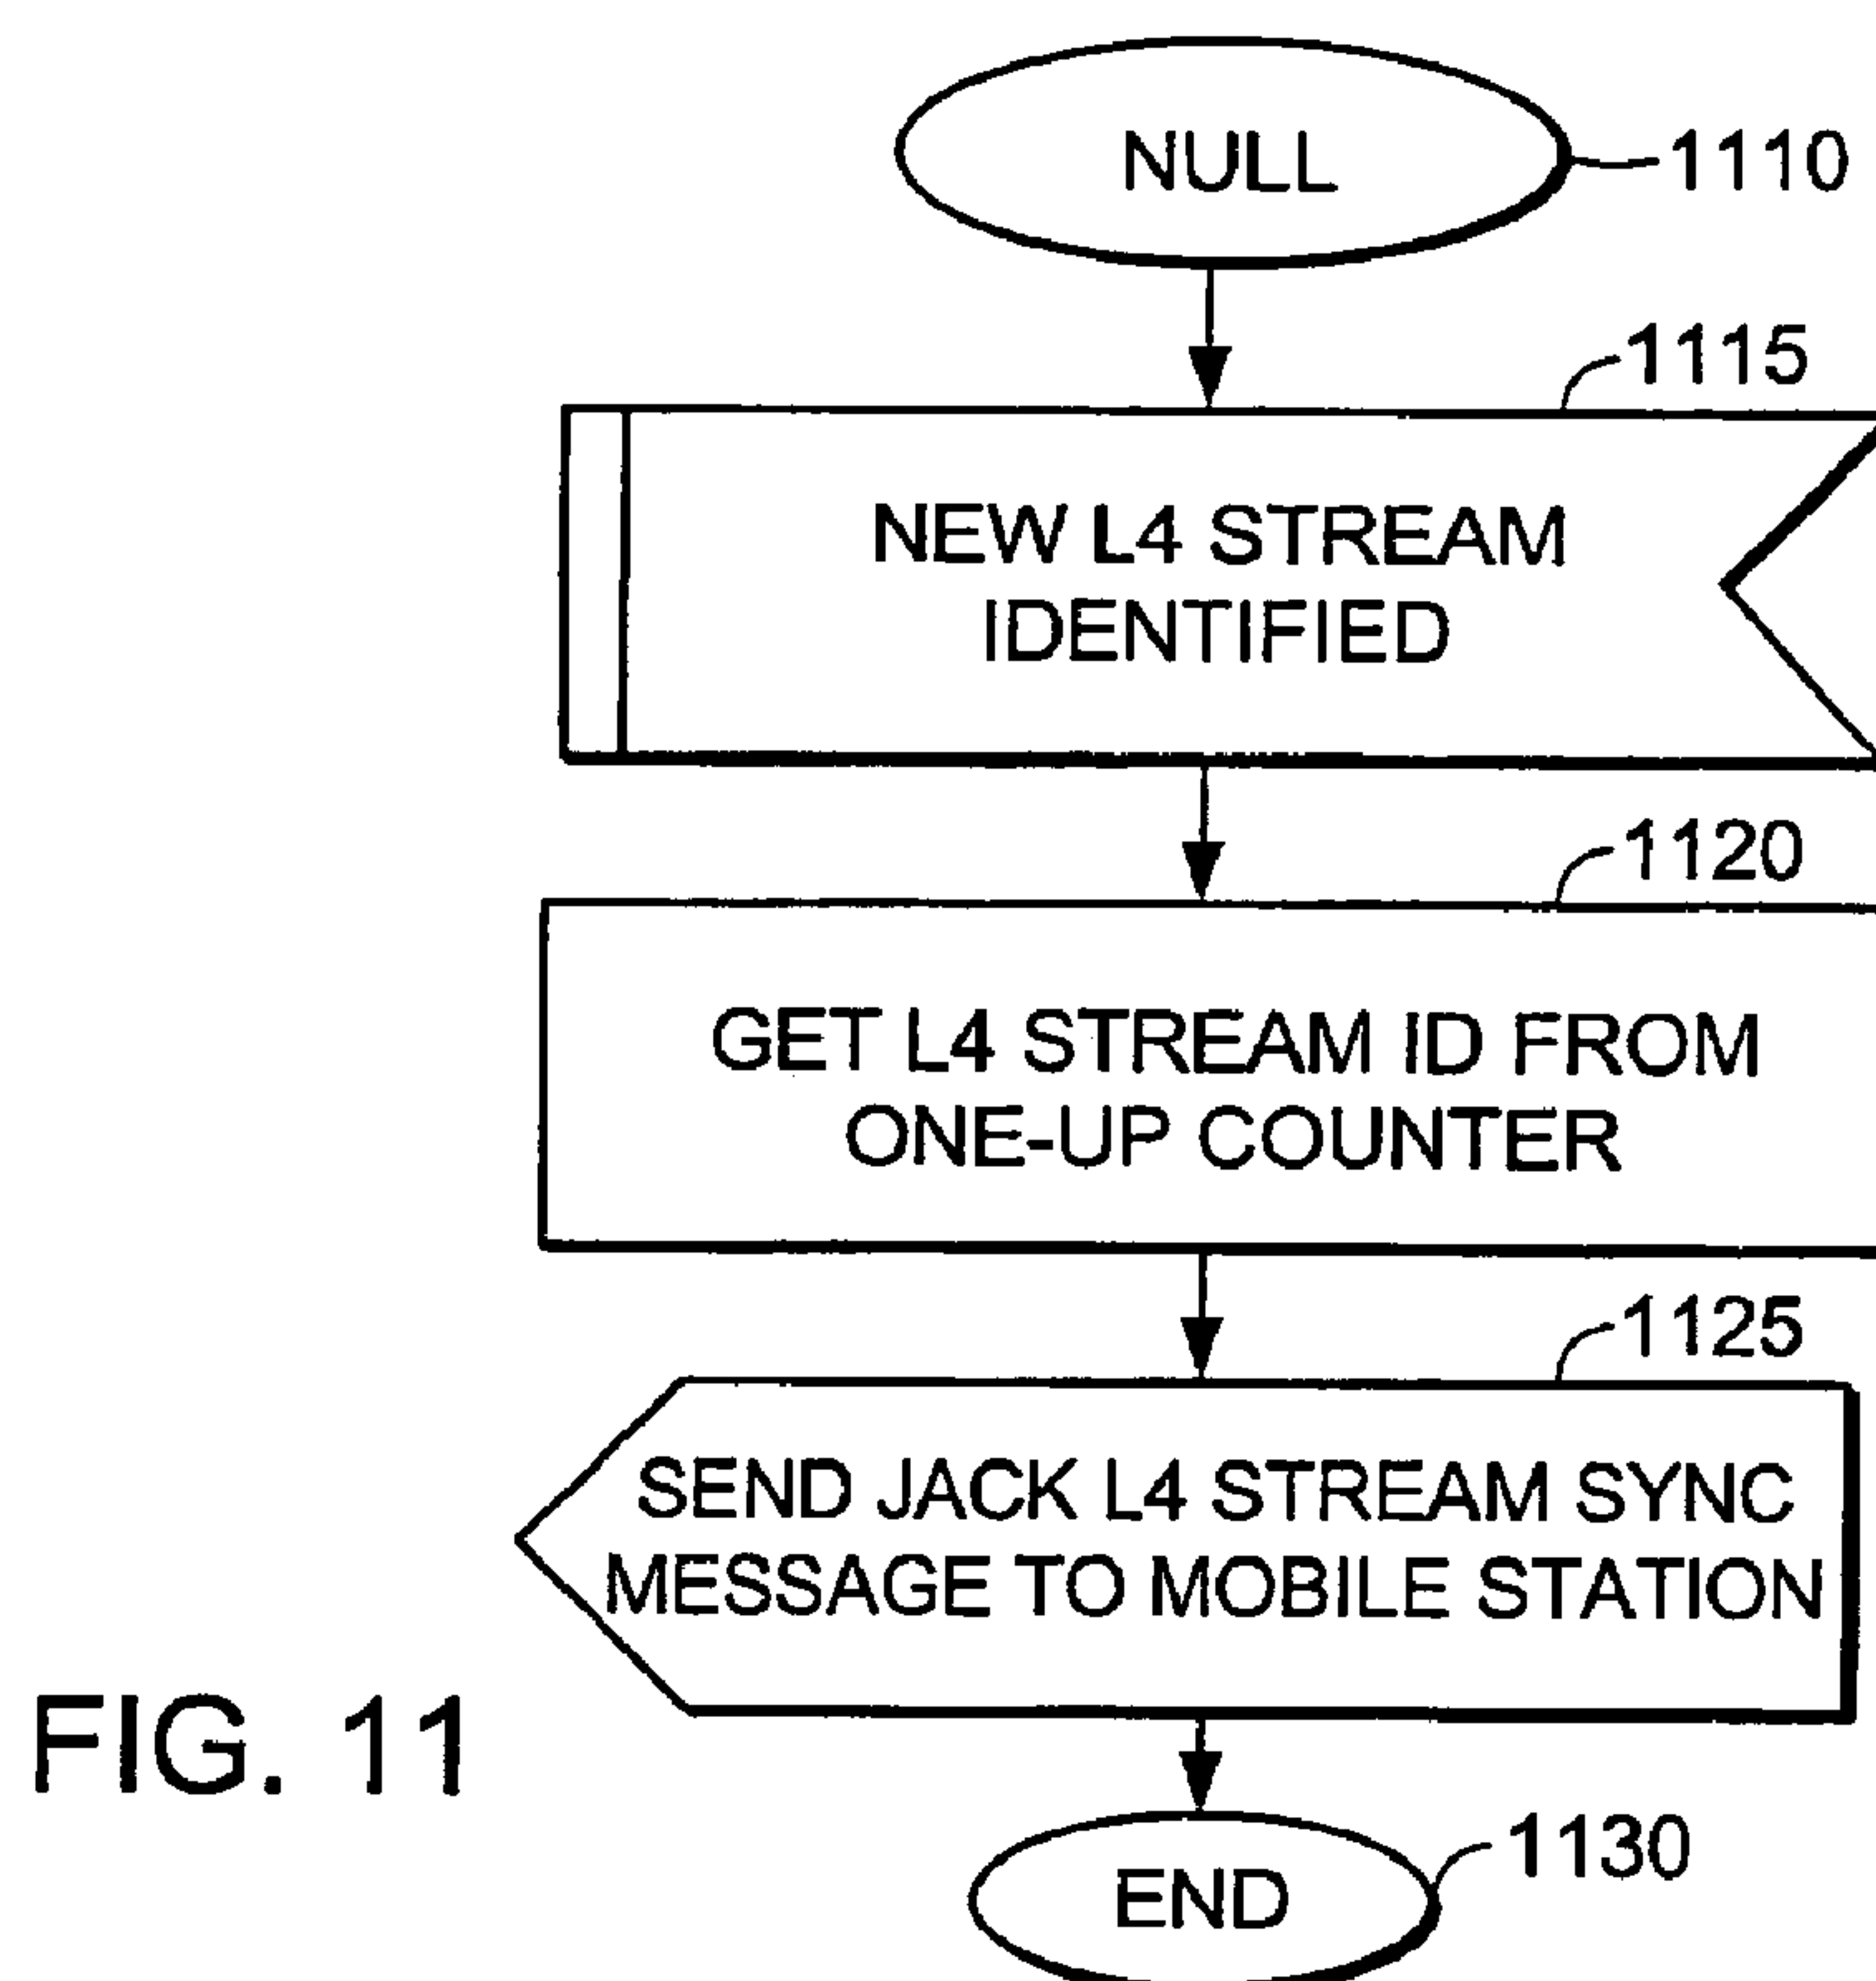 NULL
1110
1115
NEW L4 STREAM
IDENTIFIED
1120
GET L4 STREAM ID FROM
ONE-UP COUNTER
1125
SEND JACK L4 STREAM SYNC
MESSAGE TO MOBILE STATION
FIG. 11
1130
END